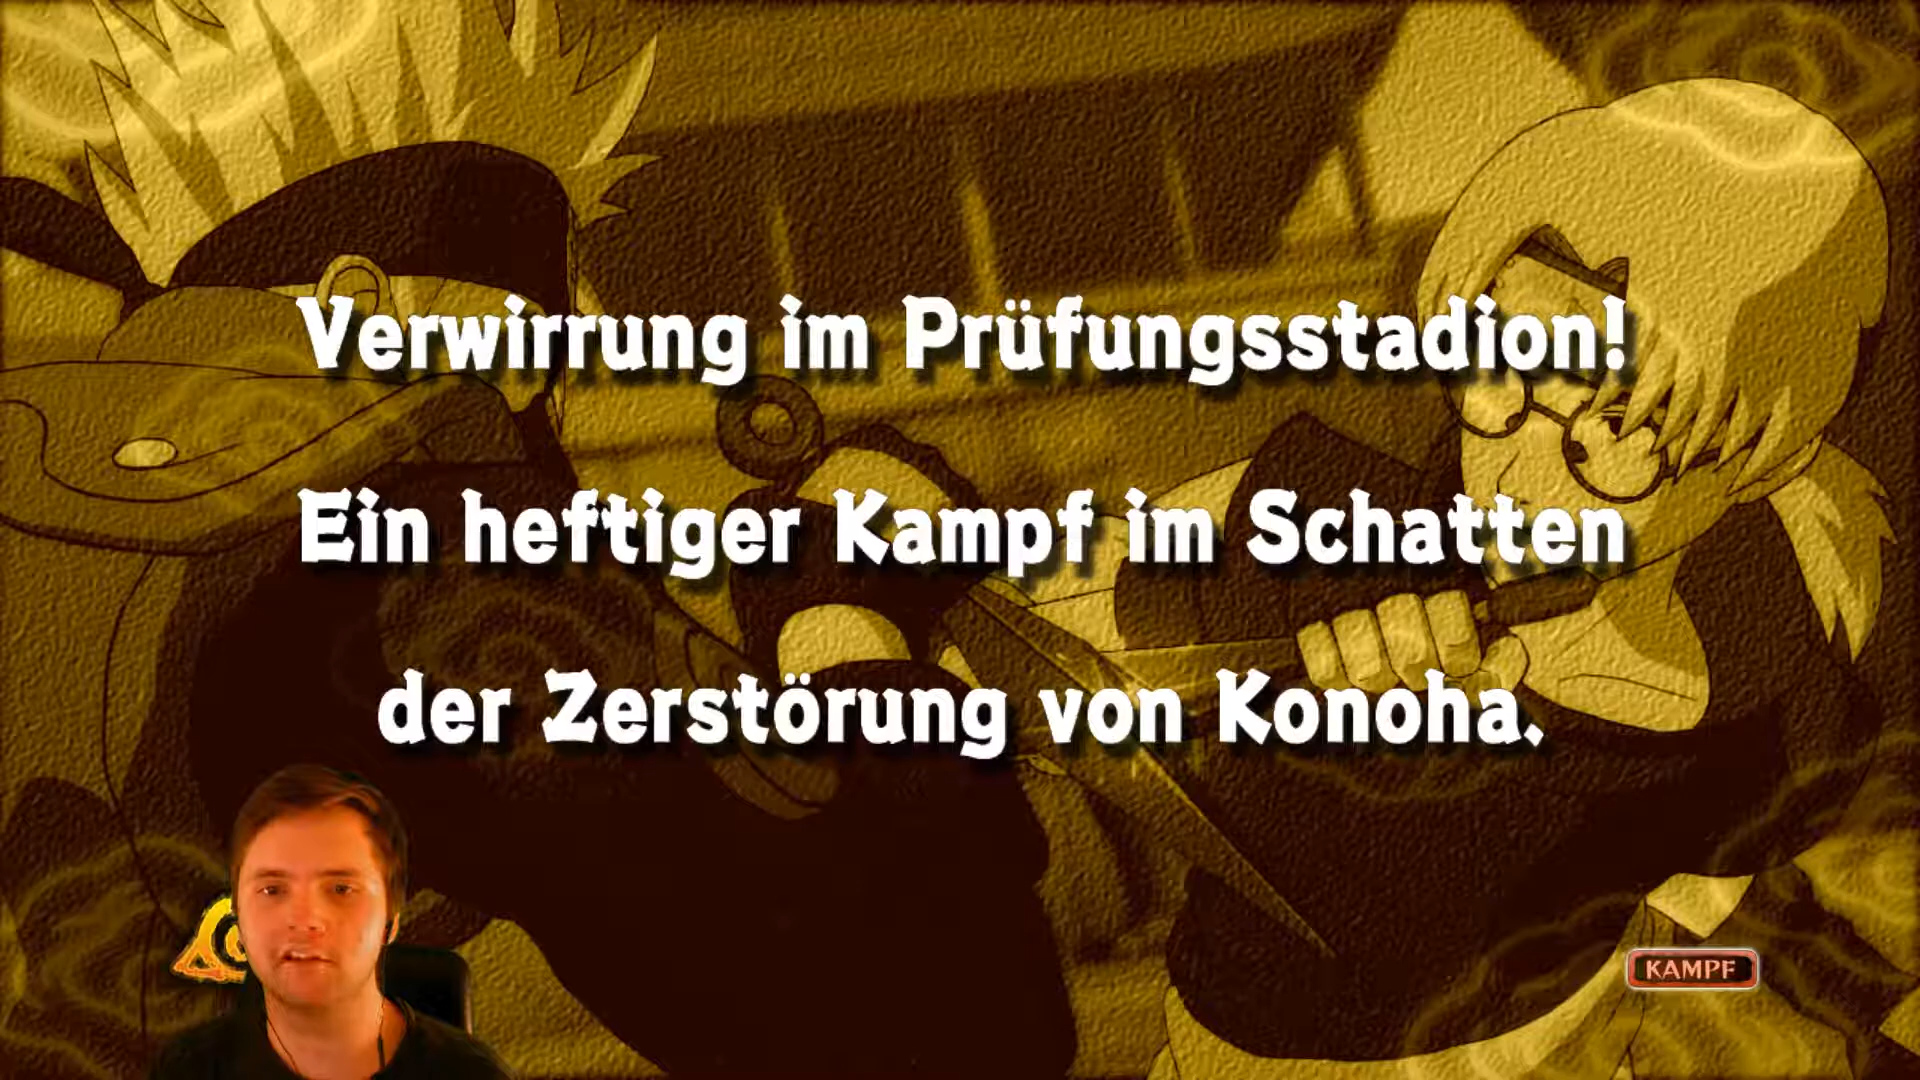 Verwirrung im Prüfungsstadion!
Ein heftiger Kampf im Schatten
der Zerstörung von Konoha.
KAMPF